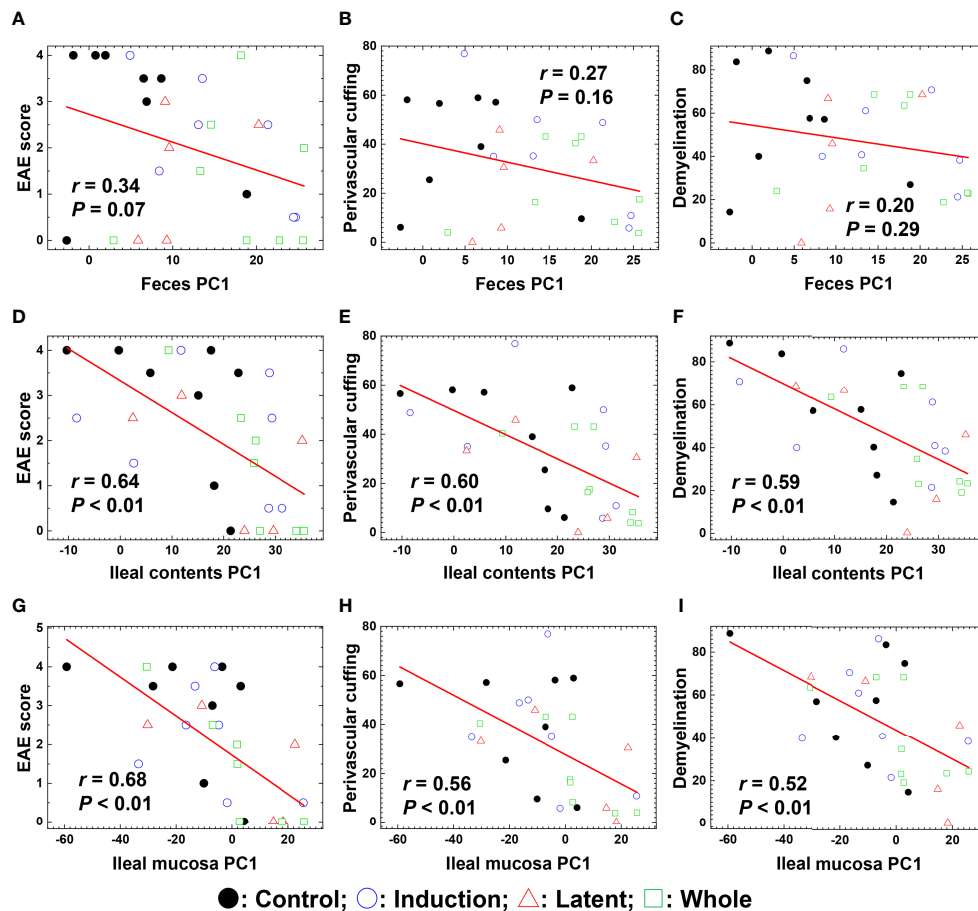 A
B
C
4
3
2
1
0
EAE score
r = 0.34
P = 0.07
0
10
20
Feces PC1
80
60
40
20
0
Perivascular cuffing
r = 0.27
P = 0.16
0
5
10
15
20
25
Feces PC1
80
60
40
20
0
Demyelination
r = 0.20
P = 0.29
0
5
10
15
20
25
Feces PC1
D
E
F
4
3
2
1
0
EAE score
r = 0.64
P < 0.01
-10
0
10
20
30
Ileal contents PC1
80
60
40
20
0
Perivascular cuffing
r = 0.60
P < 0.01
-10
0
10
20
30
Ileal contents PC1
80
60
40
20
0
Demyelination
r = 0.59
P < 0.01
-10
0
10
20
30
Ileal contents PC1
G
H
I
5
4
3
2
1
0
EAE score
r = 0.68
P < 0.01
-60
-40
-20
0
20
Ileal mucosa PC1
80
60
40
20
0
Perivascular cuffing
r = 0.56
P < 0.01
-60
-40
-20
0
20
Ileal mucosa PC1
80
60
40
20
0
Demyelination
r = 0.52
P < 0.01
-60
-40
-20
0
20
Ileal mucosa PC1
: Control; : Induction; : Latent; : Whole